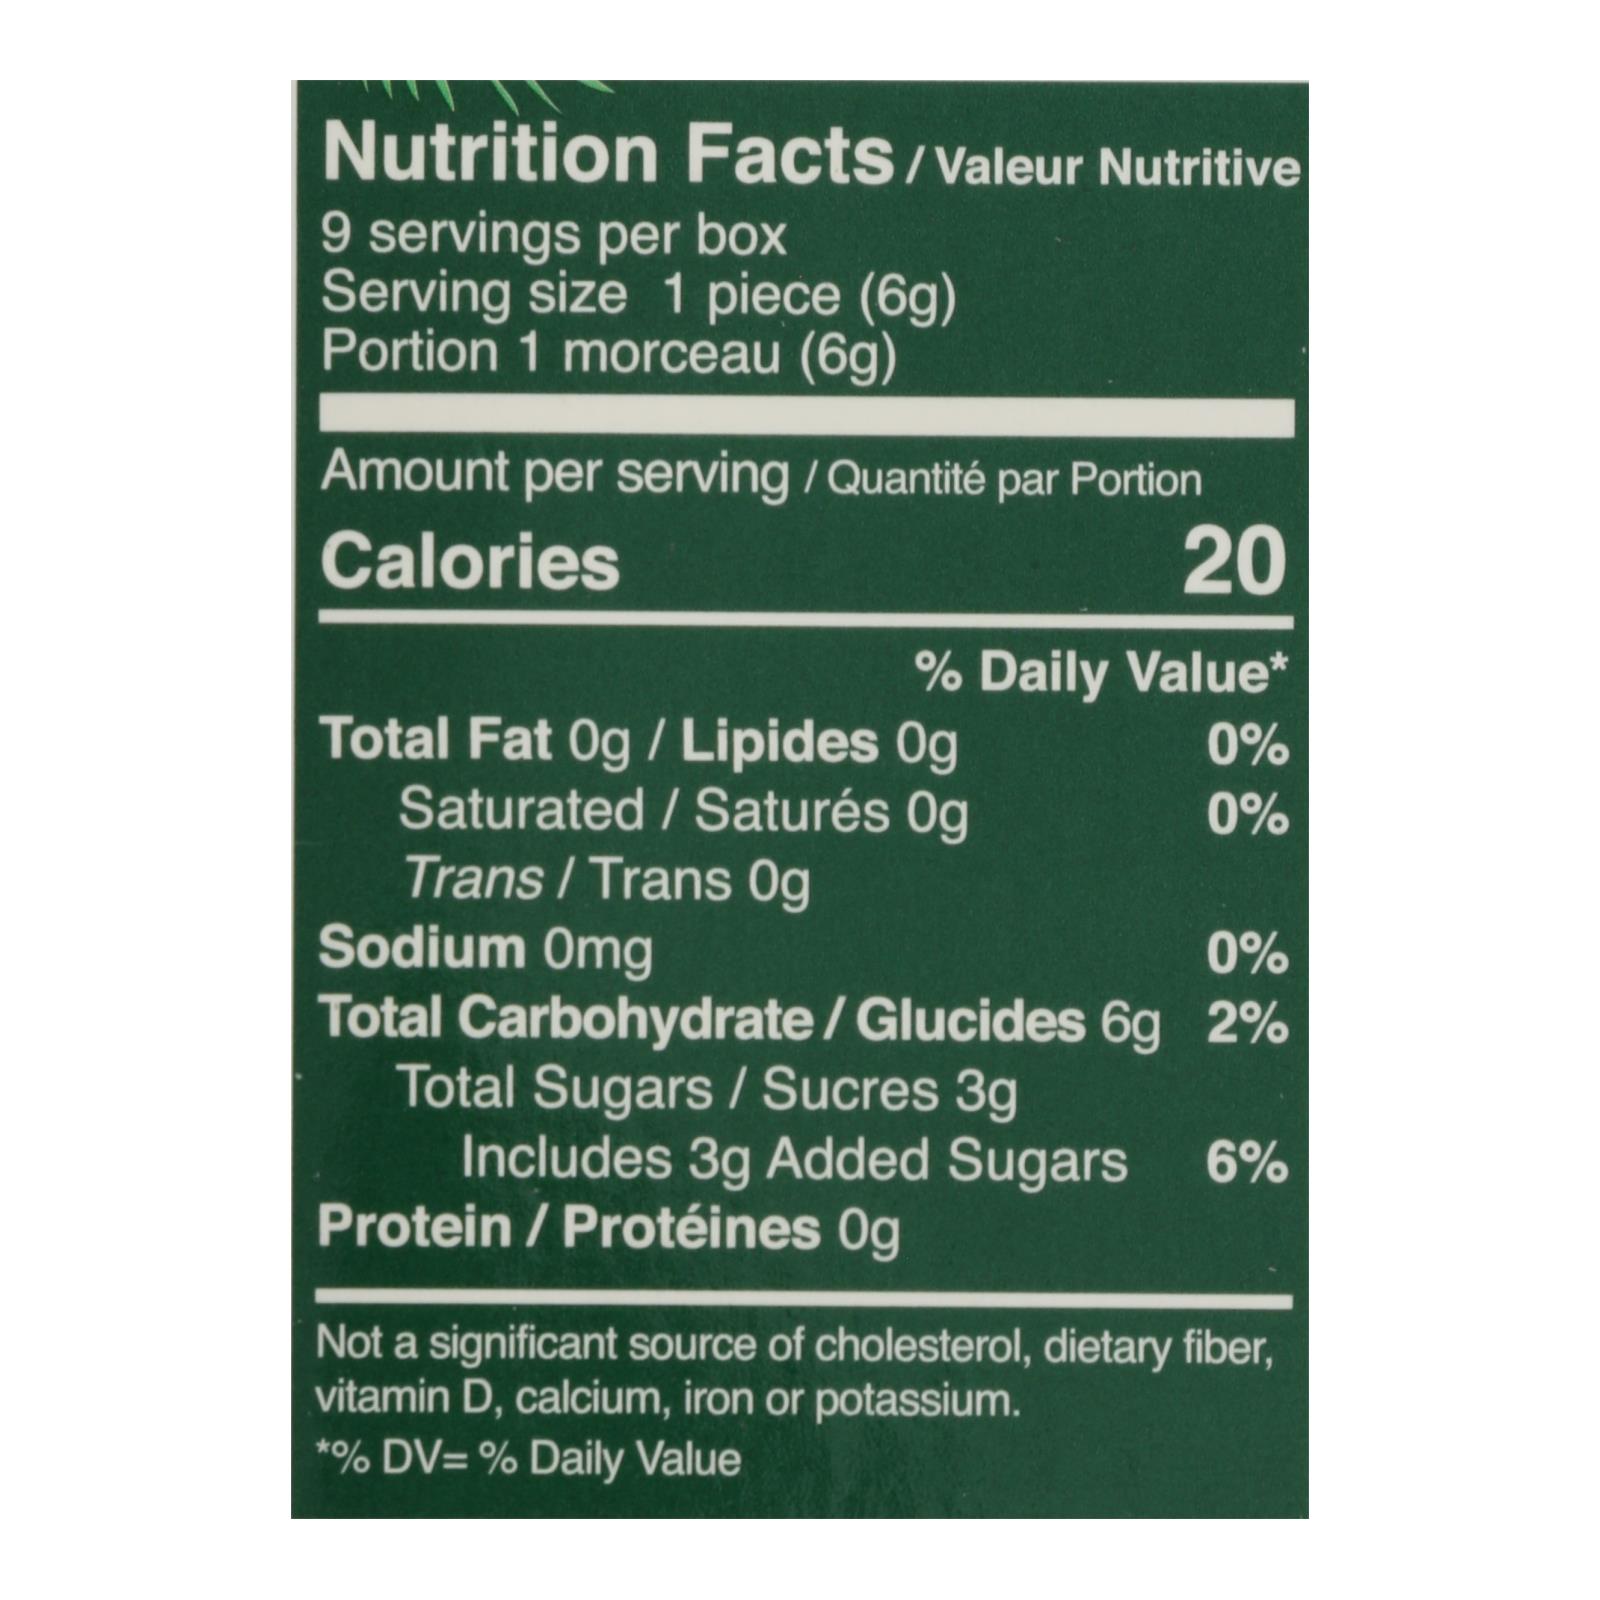 Nutrition Facts / Valeur Nutritive
9 servings per box
Serving size 1 piece (6g)
Portion 1 morceau (6g)
Amount per serving / Quantité par Portion
Calories 20
% Daily Value*
Total Fat 0g / Lipides 0g 0%
Saturated / Saturés 0g 0%
Trans / Trans 0g
Sodium 0mg 0%
Total Carbohydrate / Glucides 6g 2%
Total Sugars / Sucres 3g
Includes 3g Added Sugars 6%
Protein / Protéines 0g
Not a significant source of cholesterol, dietary fiber,
vitamin D, calcium, iron or potassium.
*% DV= % Daily Value